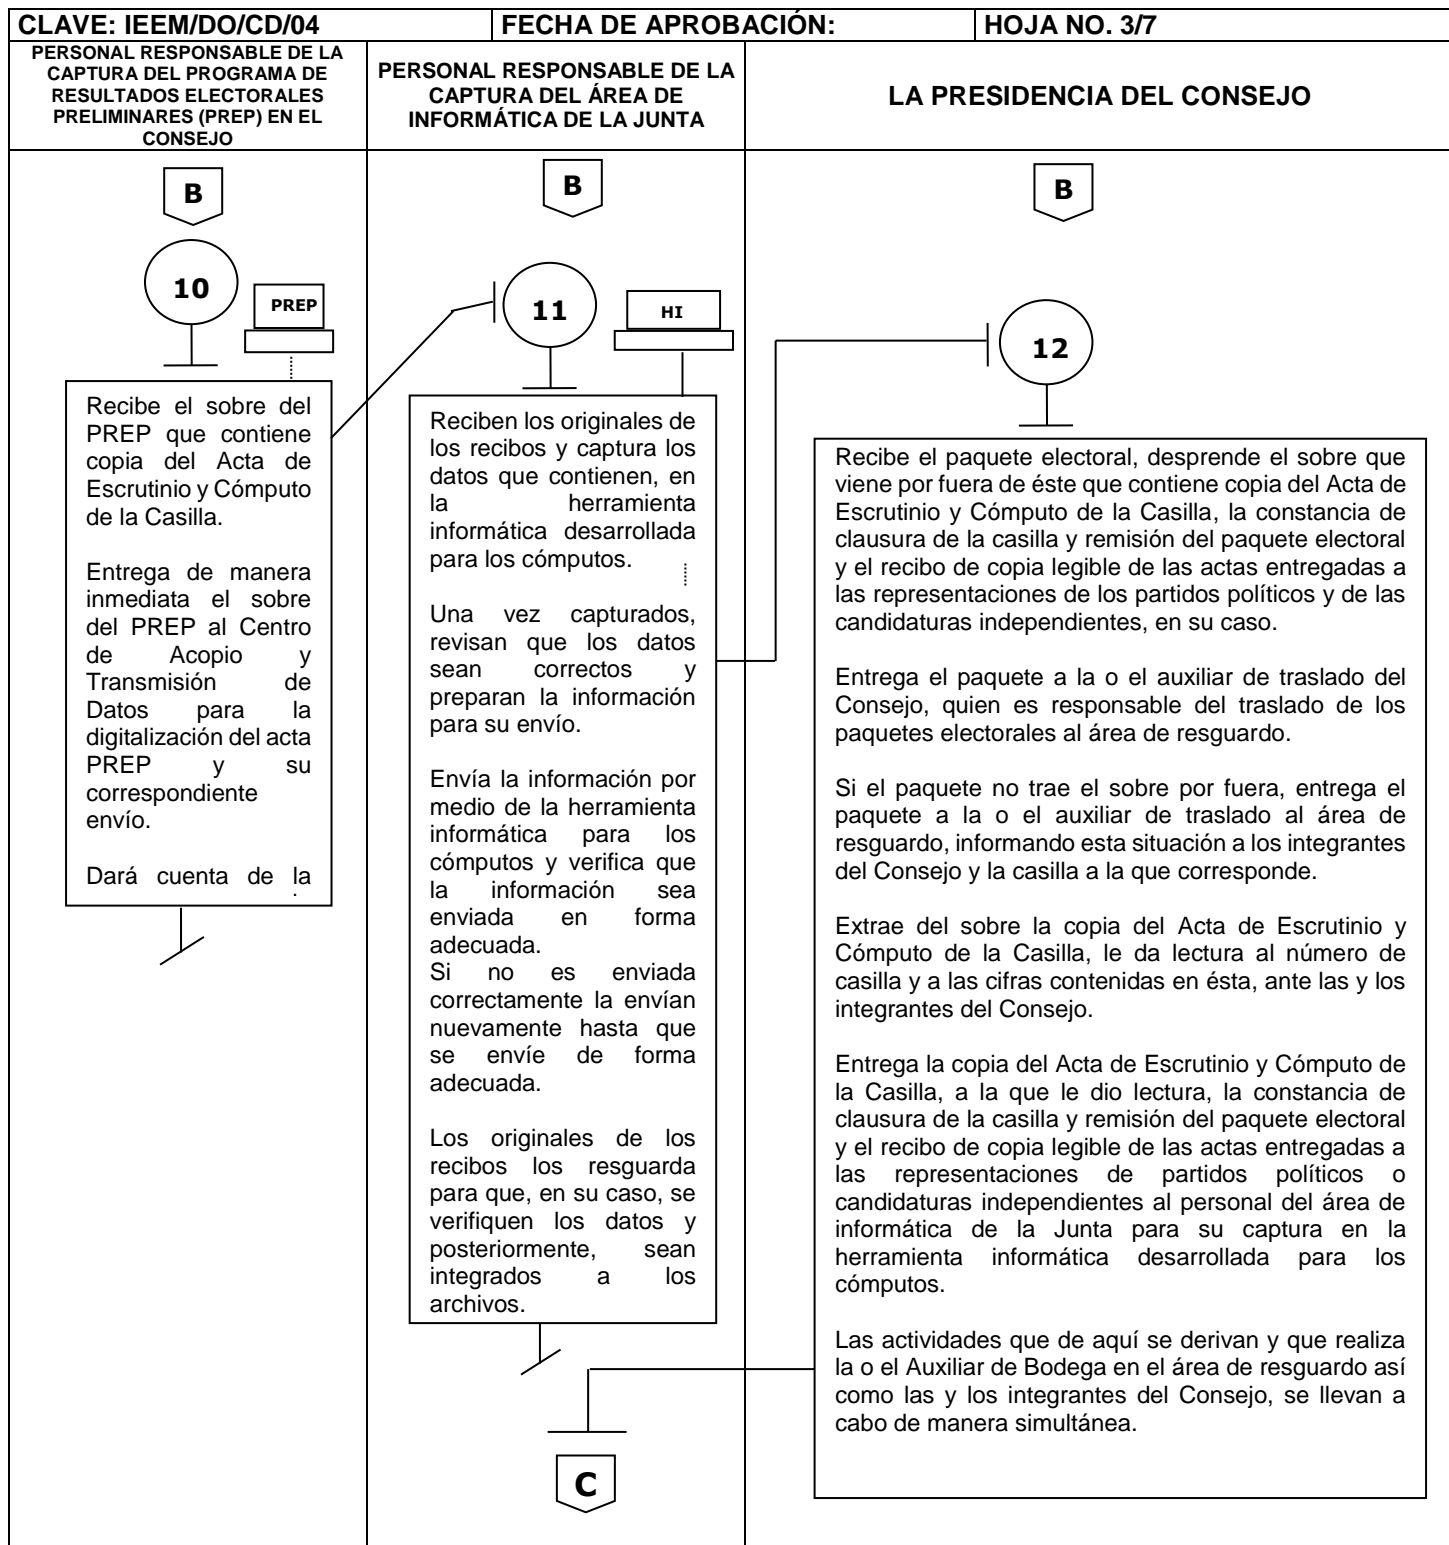 CLAVE: IEEM/DO/CD/04
FECHA DE APROBACIÓN:
HOJA NO. 3/7
PERSONAL RESPONSABLE DE LA
CAPTURA DEL PROGRAMA DE
RESULTADOS ELECTORALES
PRELIMINARES (PREP) EN EL
CONSEJO
PERSONAL RESPONSABLE DE LA
CAPTURA DEL ÁREA DE
INFORMÁTICA DE LA JUNTA
LA PRESIDENCIA DEL CONSEJO
B
10
PREP
Recibe el sobre del
PREP que contiene
copia del Acta de
Escrutinio y Cómputo
de la Casilla.
Entrega de manera
inmediata el sobre
del PREP al Centro
de Acopio y
Transmisión de
Datos para la
digitalización del acta
PREP y su
correspondiente
envío.
Dará cuenta de la
B
11
HI
Reciben los originales de
los recibos y captura los
datos que contienen, en
la herramienta
informática desarrollada
para los cómputos.
Una vez capturados,
revisan que los datos
sean correctos y
preparan la información
para su envío.
Envía la información por
medio de la herramienta
informática para los
cómputos y verifica que
la información sea
enviada en forma
adecuada.
Si no es enviada
correctamente la envían
nuevamente hasta que
se envíe de forma
adecuada.
Los originales de los
recibos los resguarda
para que, en su caso, se
verifiquen los datos y
posteriormente, sean
integrados a los
archivos.
C
B
12
Recibe el paquete electoral, desprende el sobre que
viene por fuera de éste que contiene copia del Acta de
Escrutinio y Cómputo de la Casilla, la constancia de
clausura de la casilla y remisión del paquete electoral
y el recibo de copia legible de las actas entregadas a
las representaciones de los partidos políticos y de las
candidaturas independientes, en su caso.
Entrega el paquete a la o el auxiliar de traslado del
Consejo, quien es responsable del traslado de los
paquetes electorales al área de resguardo.
Si el paquete no trae el sobre por fuera, entrega el
paquete a la o el auxiliar de traslado al área de
resguardo, informando esta situación a los integrantes
del Consejo y la casilla a la que corresponde.
Extrae del sobre la copia del Acta de Escrutinio y
Cómputo de la Casilla, le da lectura al número de
casilla y a las cifras contenidas en ésta, ante las y los
integrantes del Consejo.
Entrega la copia del Acta de Escrutinio y Cómputo de
la Casilla, a la que le dio lectura, la constancia de
clausura de la casilla y remisión del paquete electoral
y el recibo de copia legible de las actas entregadas a
las representaciones de partidos políticos o
candidaturas independientes al personal del área de
informática de la Junta para su captura en la
herramienta informática desarrollada para los
cómputos.
Las actividades que de aquí se derivan y que realiza
la o el Auxiliar de Bodega en el área de resguardo así
como las y los integrantes del Consejo, se llevan a
cabo de manera simultánea.